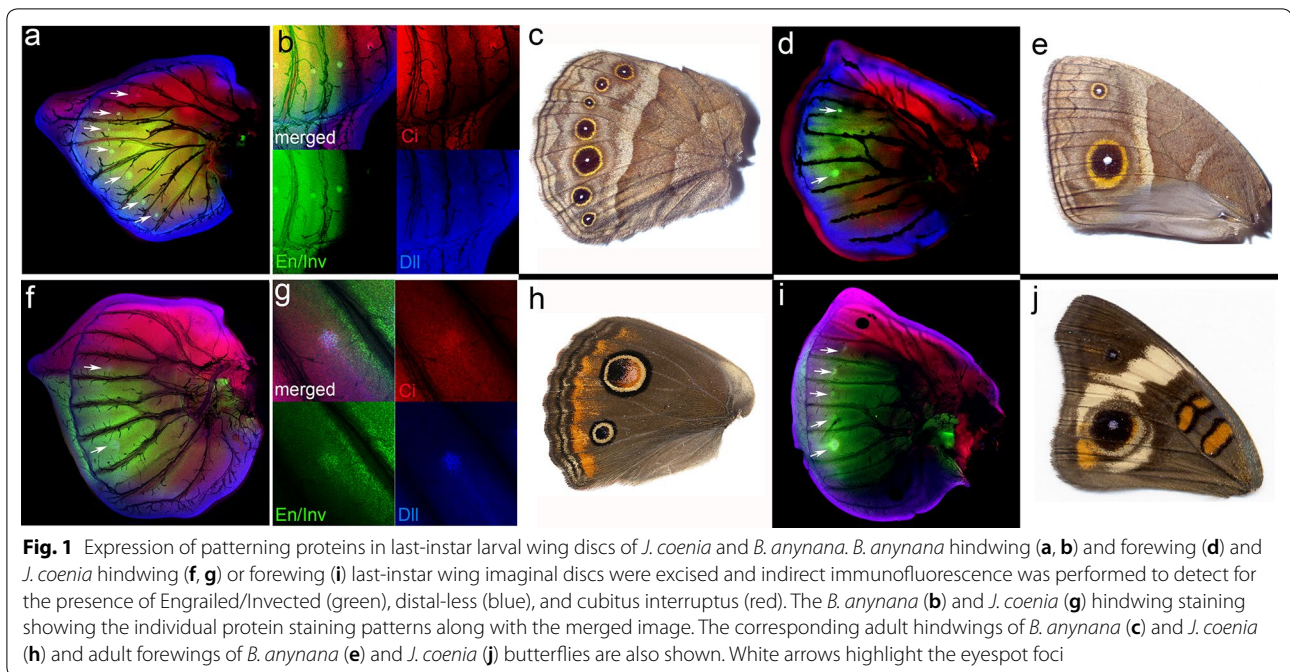 a
b
c
d
e
merged
Ci
En/Inv
Dll
f
g
h
i
j
merged
Ci
En/Inv
Dll
Fig. 1 Expression of patterning proteins in last-instar larval wing discs of J. coenia and B. anynana. B. anynana hindwing (a, b) and forewing (d) and
J. coenia hindwing (f, g) or forewing (i) last-instar wing imaginal discs were excised and indirect immunofluorescence was performed to detect for
the presence of Engrailed/Invected (green), distal-less (blue), and cubitus interruptus (red). The B. anynana (b) and J. coenia (g) hindwing staining
showing the individual protein staining patterns along with the merged image. The corresponding adult hindwings of B. anynana (c) and J. coenia
(h) and adult forewings of B. anynana (e) and J. coenia (j) butterflies are also shown. White arrows highlight the eyespot foci